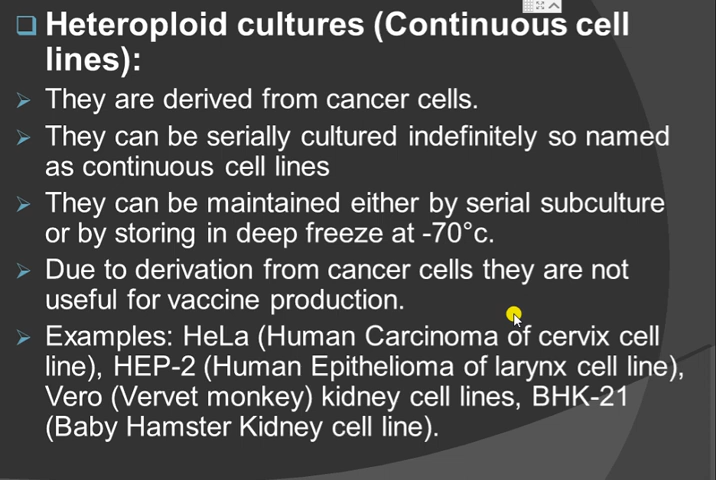 Heteroploid cultures (Continuous cell
lines):
They are derived from cancer cells.
They can be serially cultured indefinitely so named
as continuous cell lines
They can be maintained either by serial subculture
or by storing in deep freeze at -70°c.
Due to derivation from cancer cells they are not
useful for vaccine production.
Examples: HeLa (Human Carcinoma of cervix cell
line), HEP-2 (Human Epithelioma of larynx cell line),
Vero (Vervet monkey) kidney cell lines, BHK-21
(Baby Hamster Kidney cell line).